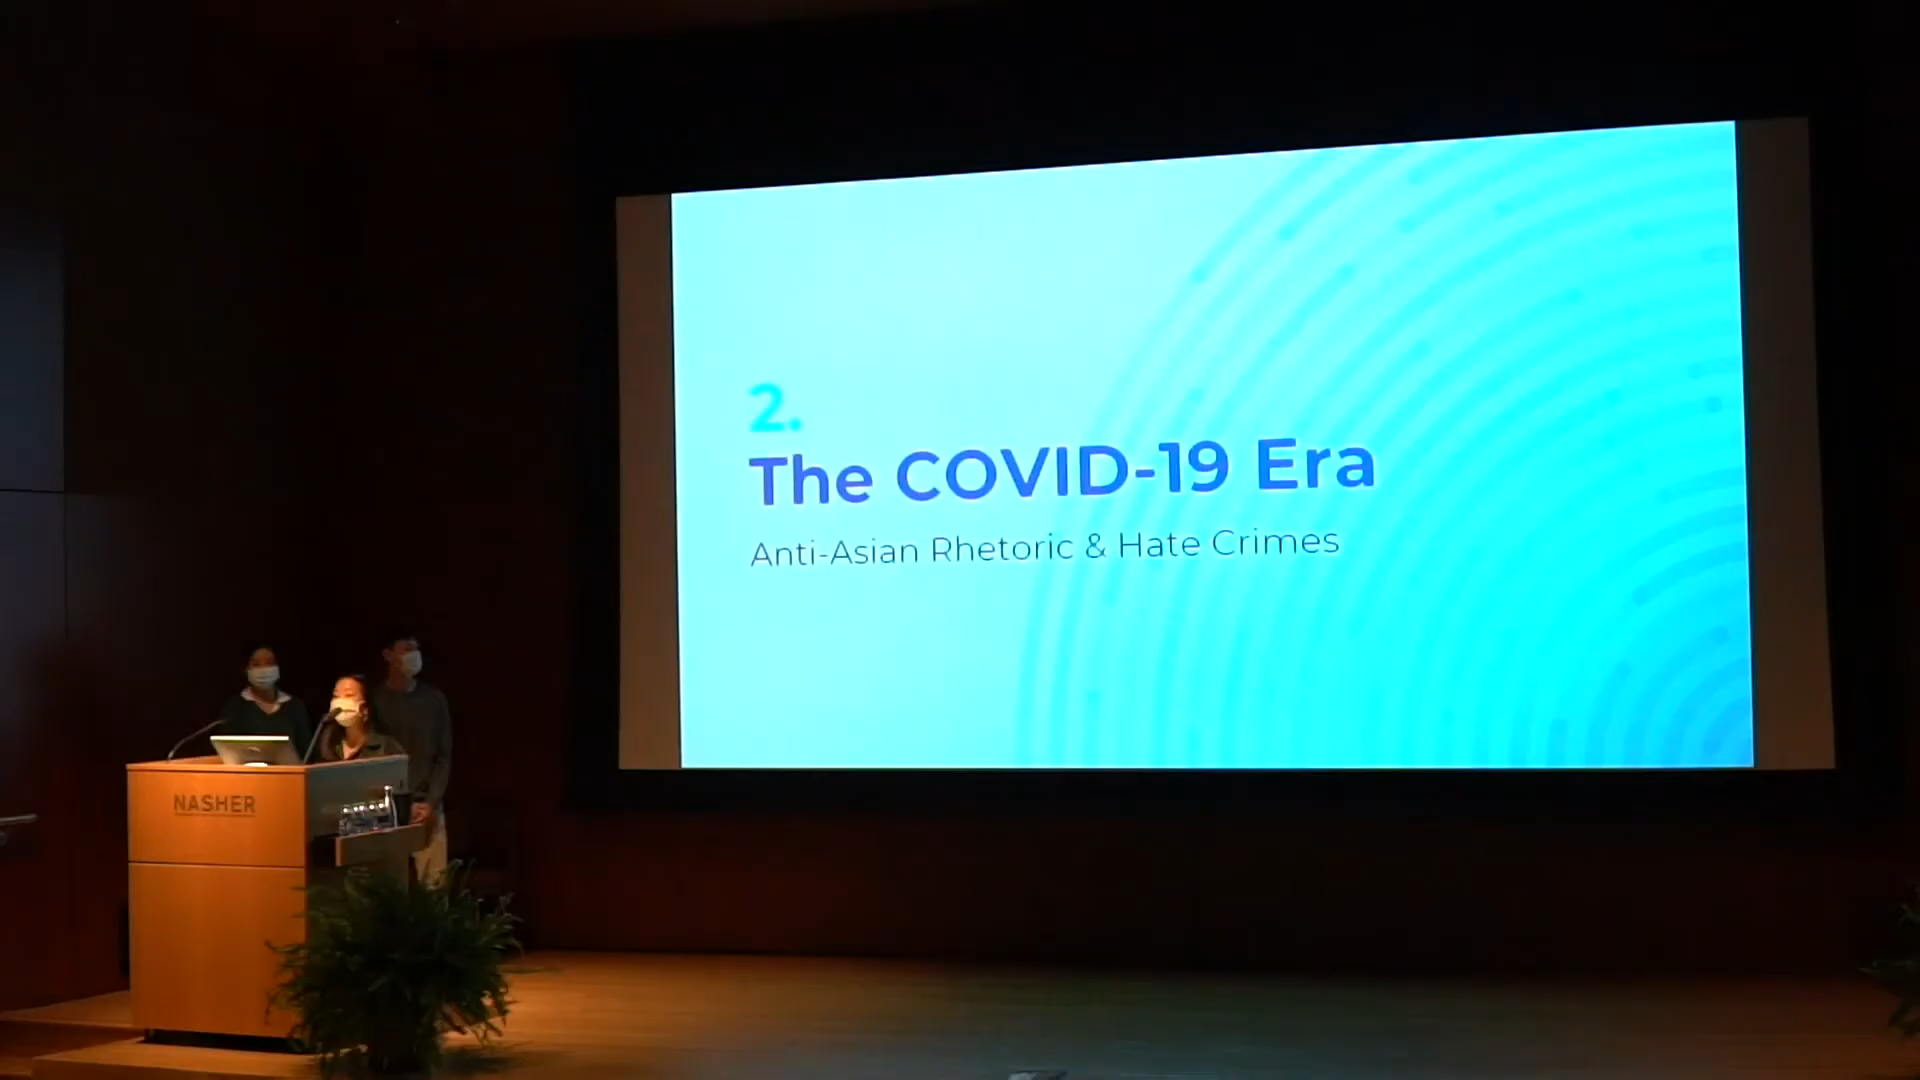 2.
The COVID-19 Era
Anti-Asian Rhetoric & Hate Crimes
NASHER